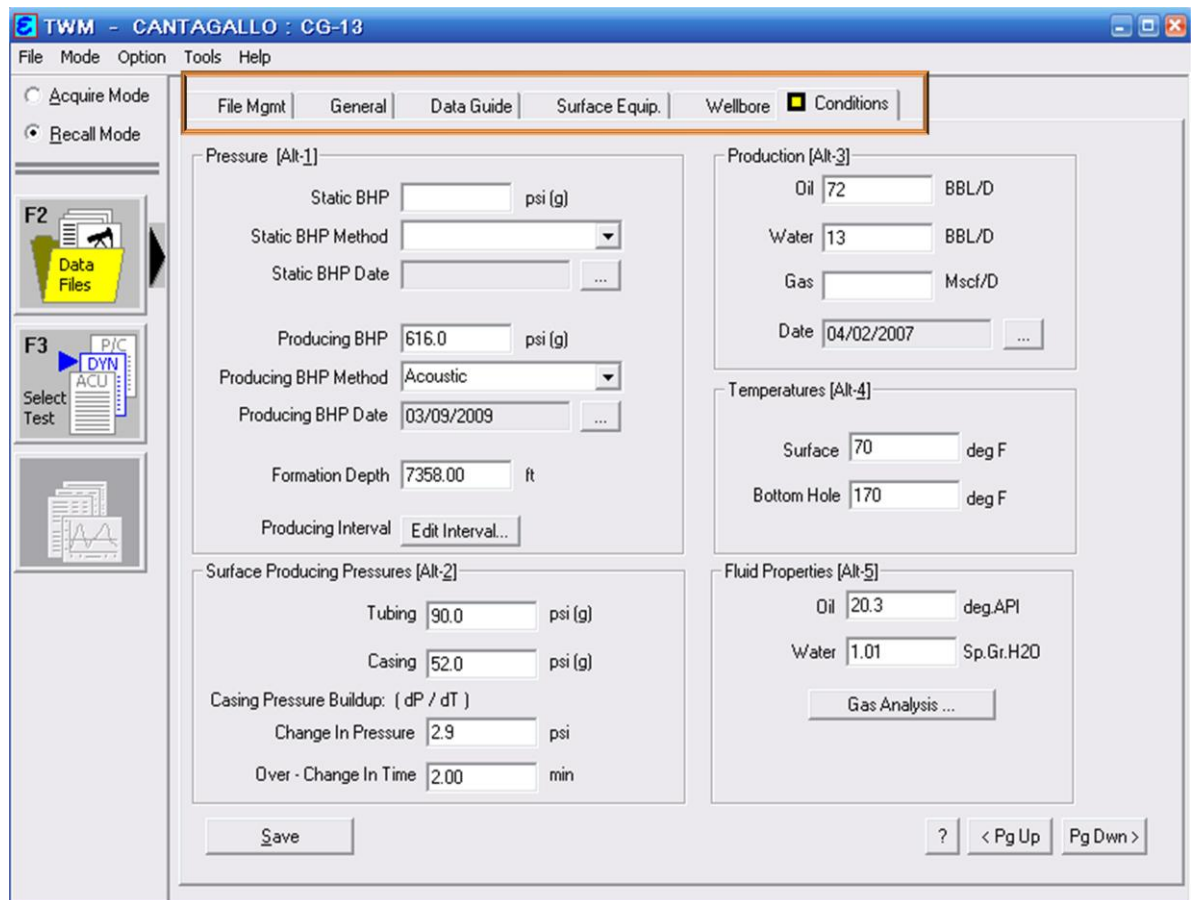 TWM - CANTAGALLO : CG-13
File Mode Option Tools Help
Acquire Mode
Recall Mode
File Mgmt General Data Guide Surface Equip. Wellbore Conditions
F2
Data
Files
F3
P/C
DYN
ACU
Select
Test
Pressure [Alt-1]
Static BHP psi (g)
Static BHP Method
Static BHP Date ...
Producing BHP 616.0 psi (g)
Producing BHP Method Acoustic
Producing BHP Date 03/09/2009 ...
Formation Depth 7358.00 ft
Producing Interval Edit Interval...
Surface Producing Pressures [Alt-2]
Tubing 90.0 psi (g)
Casing 52.0 psi (g)
Casing Pressure Buildup: ( dP / dT )
Change In Pressure 2.9 psi
Over - Change In Time 2.00 min
Production [Alt-3]
Oil 72 BBL/D
Water 13 BBL/D
Gas Mscf/D
Date 04/02/2007 ...
Temperatures [Alt-4]
Surface 70 deg F
Bottom Hole 170 deg F
Fluid Properties [Alt-5]
Oil 20.3 deg.API
Water 1.01 Sp.Gr.H2O
Gas Analysis ...
Save ? < Pg Up Pg Dwn >